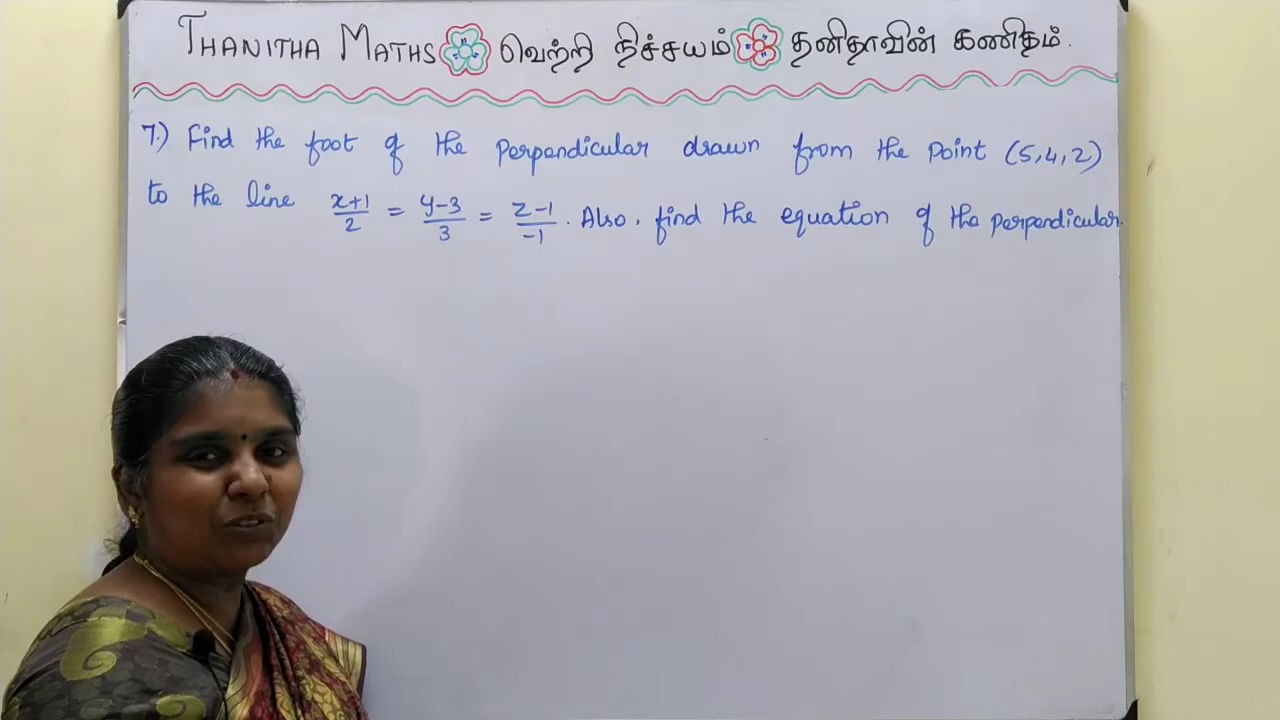 THANITHA MATHS வெற்றி நிச்சயம் தனிதாவின் கணிதம்.
7.) Find the foot of the perpendicular drawn from the point (5,4,2)
to the line x+1/2 = y-3/3 = z-1/-1. Also, find the equation of the perpendicular.